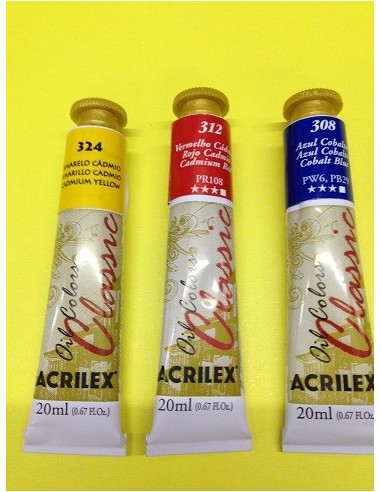 324
AMARELO CÁDMIO
AMARILLO CADMIO
CADMIUM YELLOW
Oil Colors
Classic
ACRILEX
20ml (0.67 FL.Oz.)
312
Vermelho Cádmio
Rojo Cadmio
Cadmium Red
PR108
★★★
Oil Colors
Classic
ACRILEX
20ml (0.67 FL.Oz.)
308
Azul Cobalto
Azul Cobalto
Cobalt Blue
PW6, PB29
★★★
Oil Colors
Classic
ACRILEX
20ml (0.67 FL.Oz.)